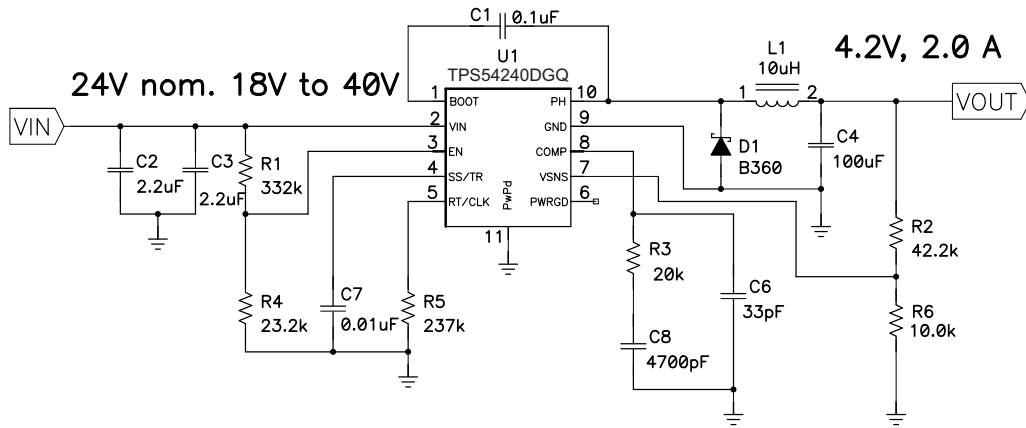 C1 0.1uF
U1
TPS54240DGQ
24V nom. 18V to 40V
L1
10uH
4.2V, 2.0 A
1 BOOT
PH 10
1 2
VIN
2 VIN
GND 9
VOUT
3 EN
COMP 8
4 SS/TR
VSNS 7
5 RT/CLK
PWRGD 6
PwPd
11
C2
2.2uF
C3
2.2uF
R1
332k
D1
B360
C4
100uF
R2
42.2k
R3
20k
C6
33pF
R4
23.2k
C7
0.01uF
R5
237k
C8
4700pF
R6
10.0k